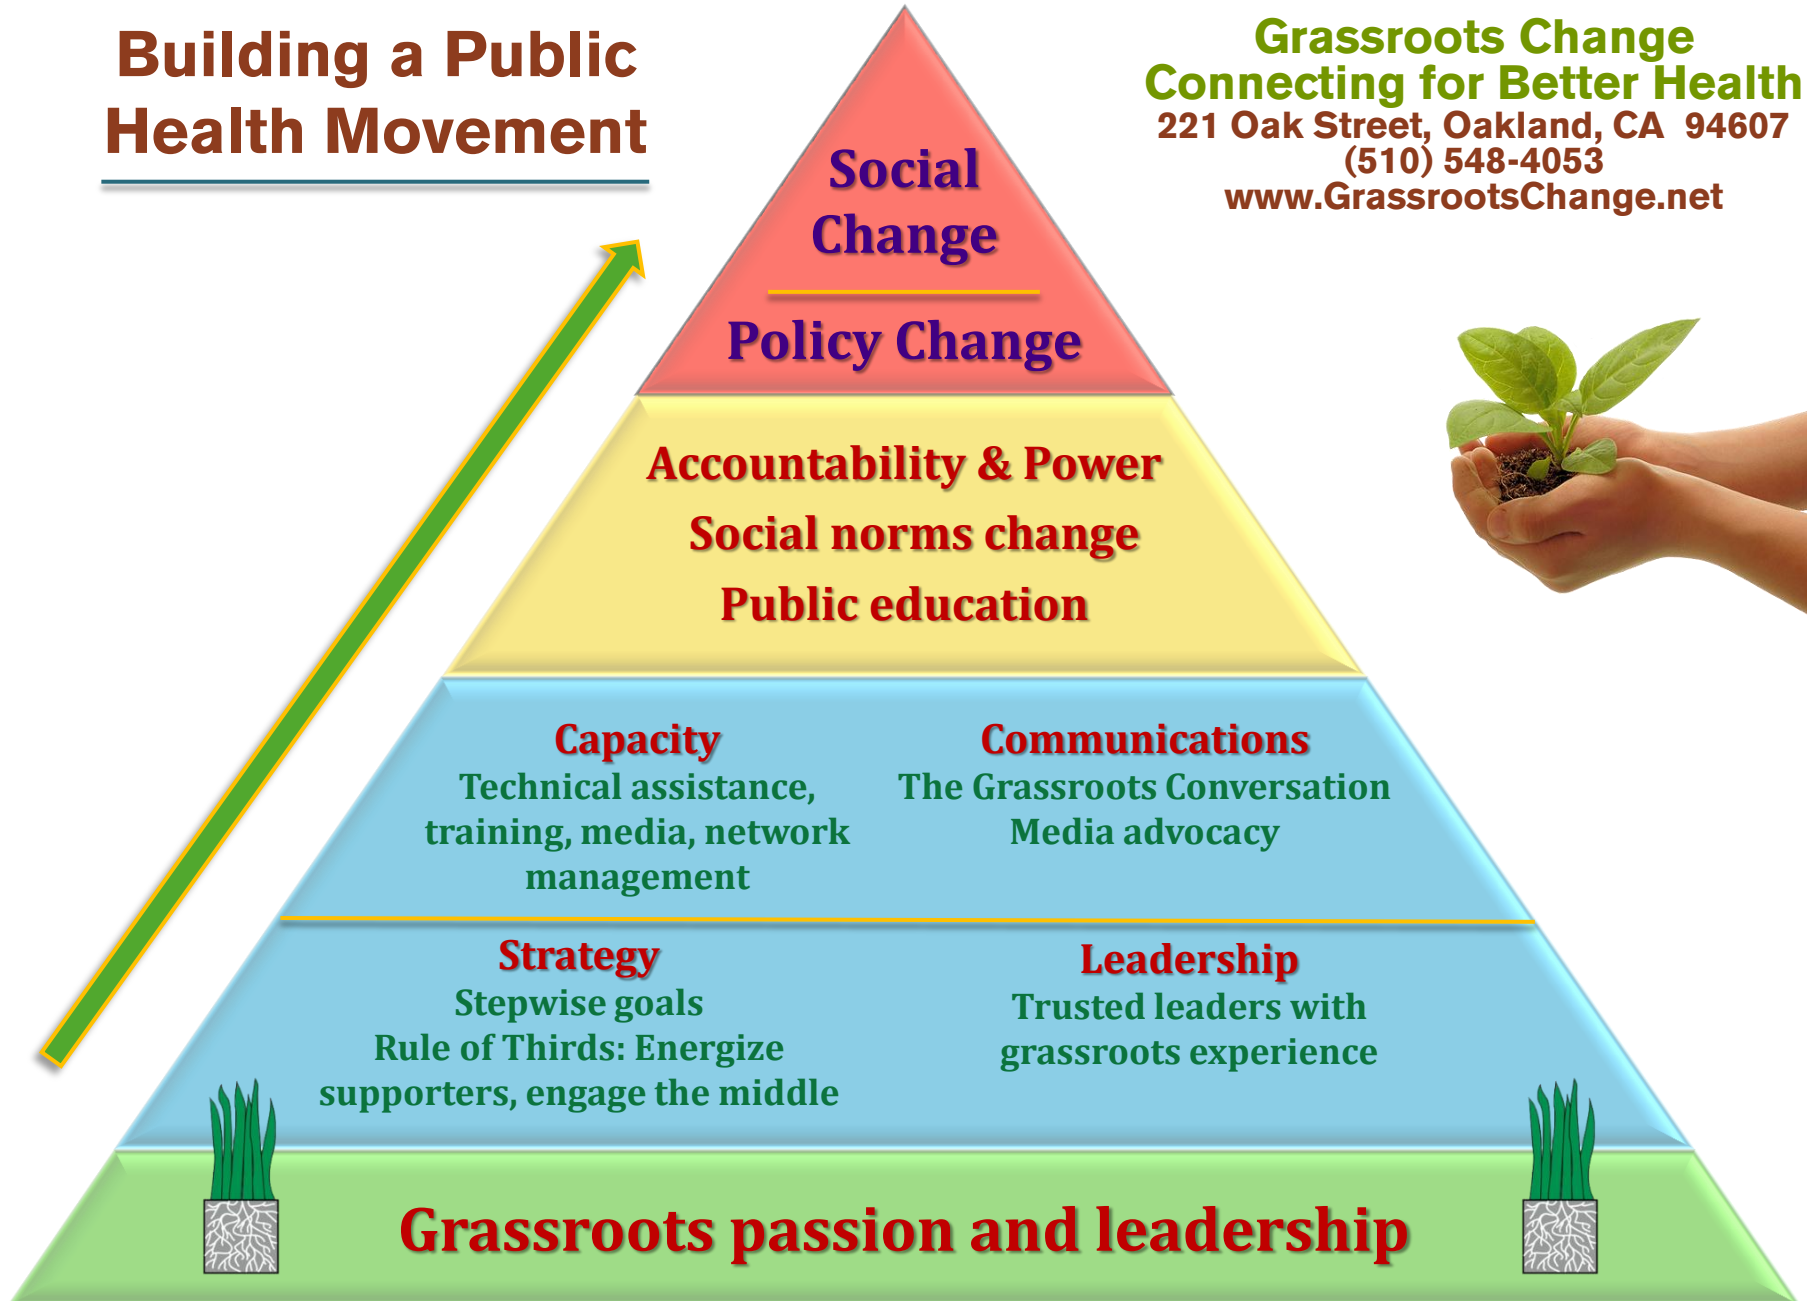 Building a Public
Health Movement
Grassroots Change
Connecting for Better Health
221 Oak Street, Oakland, CA 94607
(510) 548-4053
www.GrassrootsChange.net
Social
Change
Policy Change
Accountability & Power
Social norms change
Public education
Capacity
Technical assistance,
training, media, network
management
Communications
The Grassroots Conversation
Media advocacy
Strategy
Stepwise goals
Rule of Thirds: Energize
supporters, engage the middle
Leadership
Trusted leaders with
grassroots experience
Grassroots passion and leadership